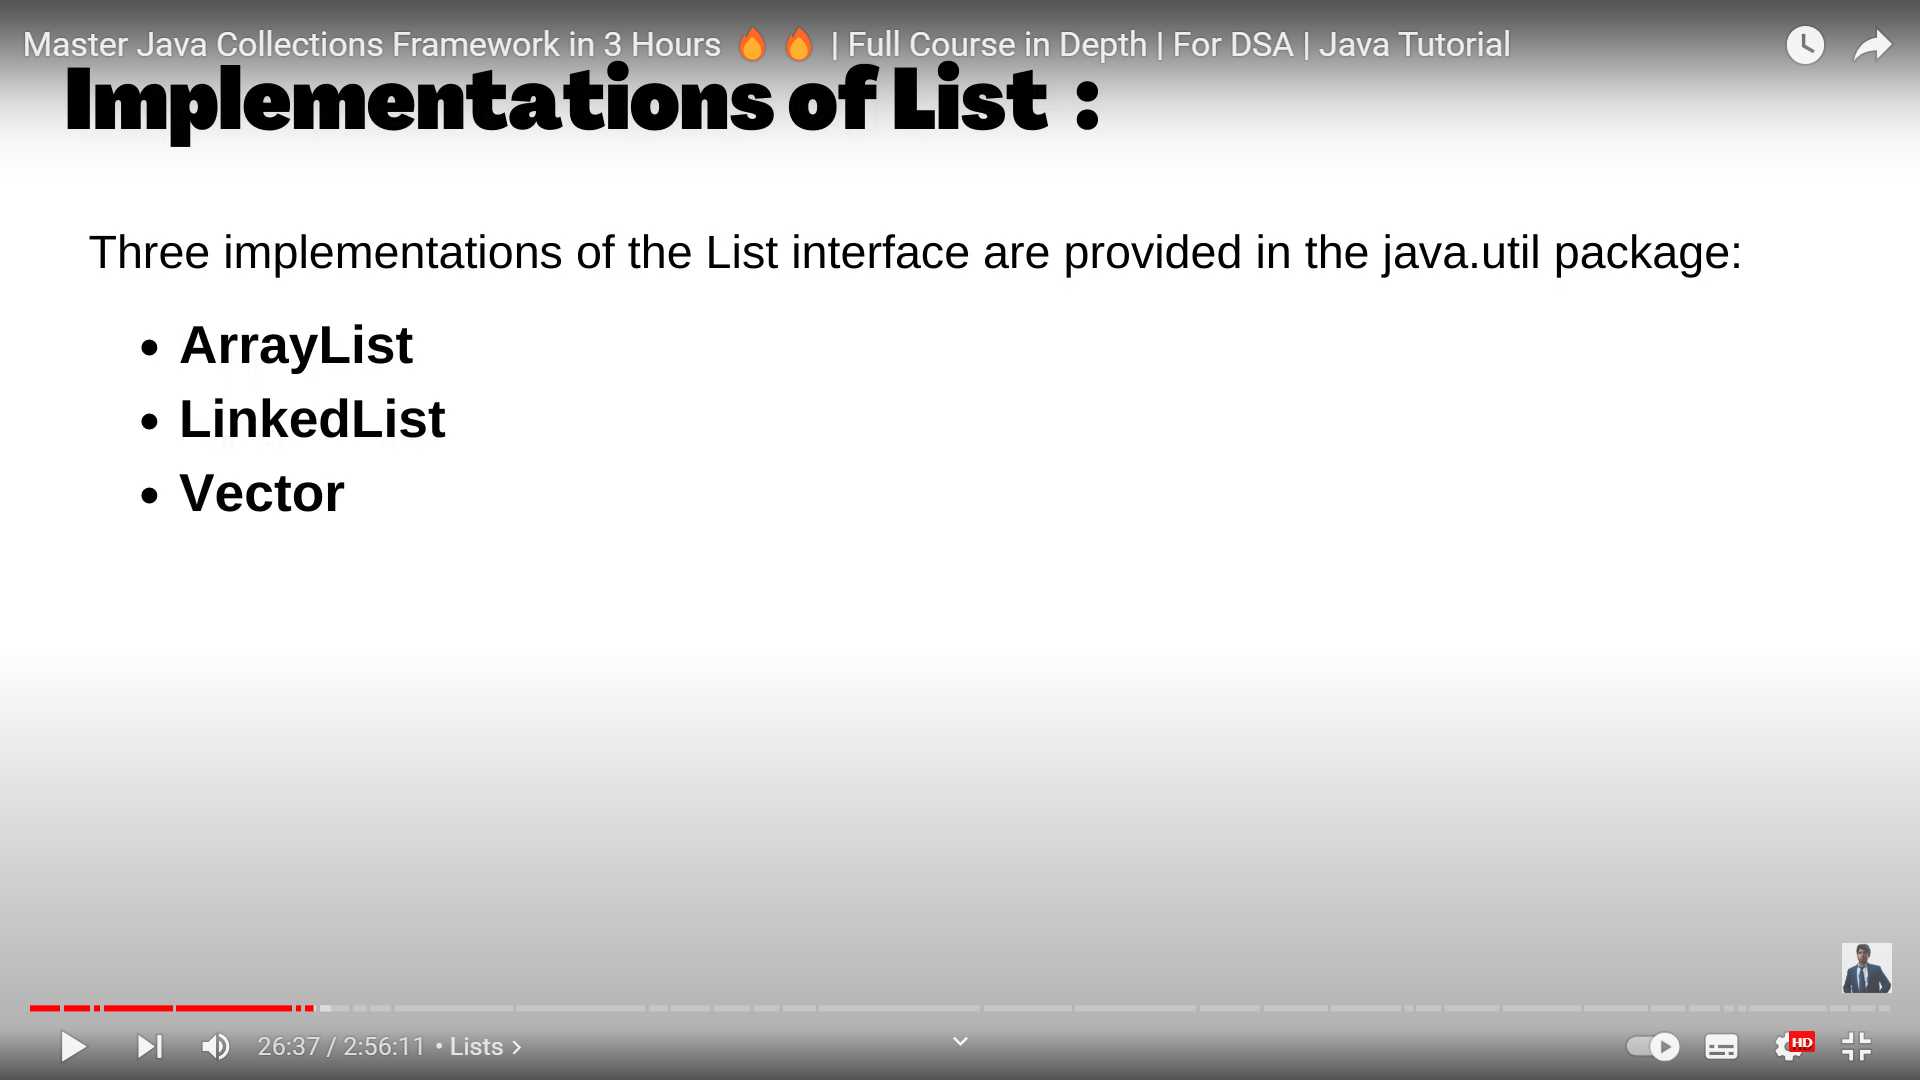 Master Java Collections Framework in 3 Hours 🔥 🔥 | Full Course in Depth | For DSA | Java Tutorial
Implementations of List :
Three implementations of the List interface are provided in the java.util package:
• ArrayList
• LinkedList
• Vector
26:37 / 2:56:11 • Lists >
HD